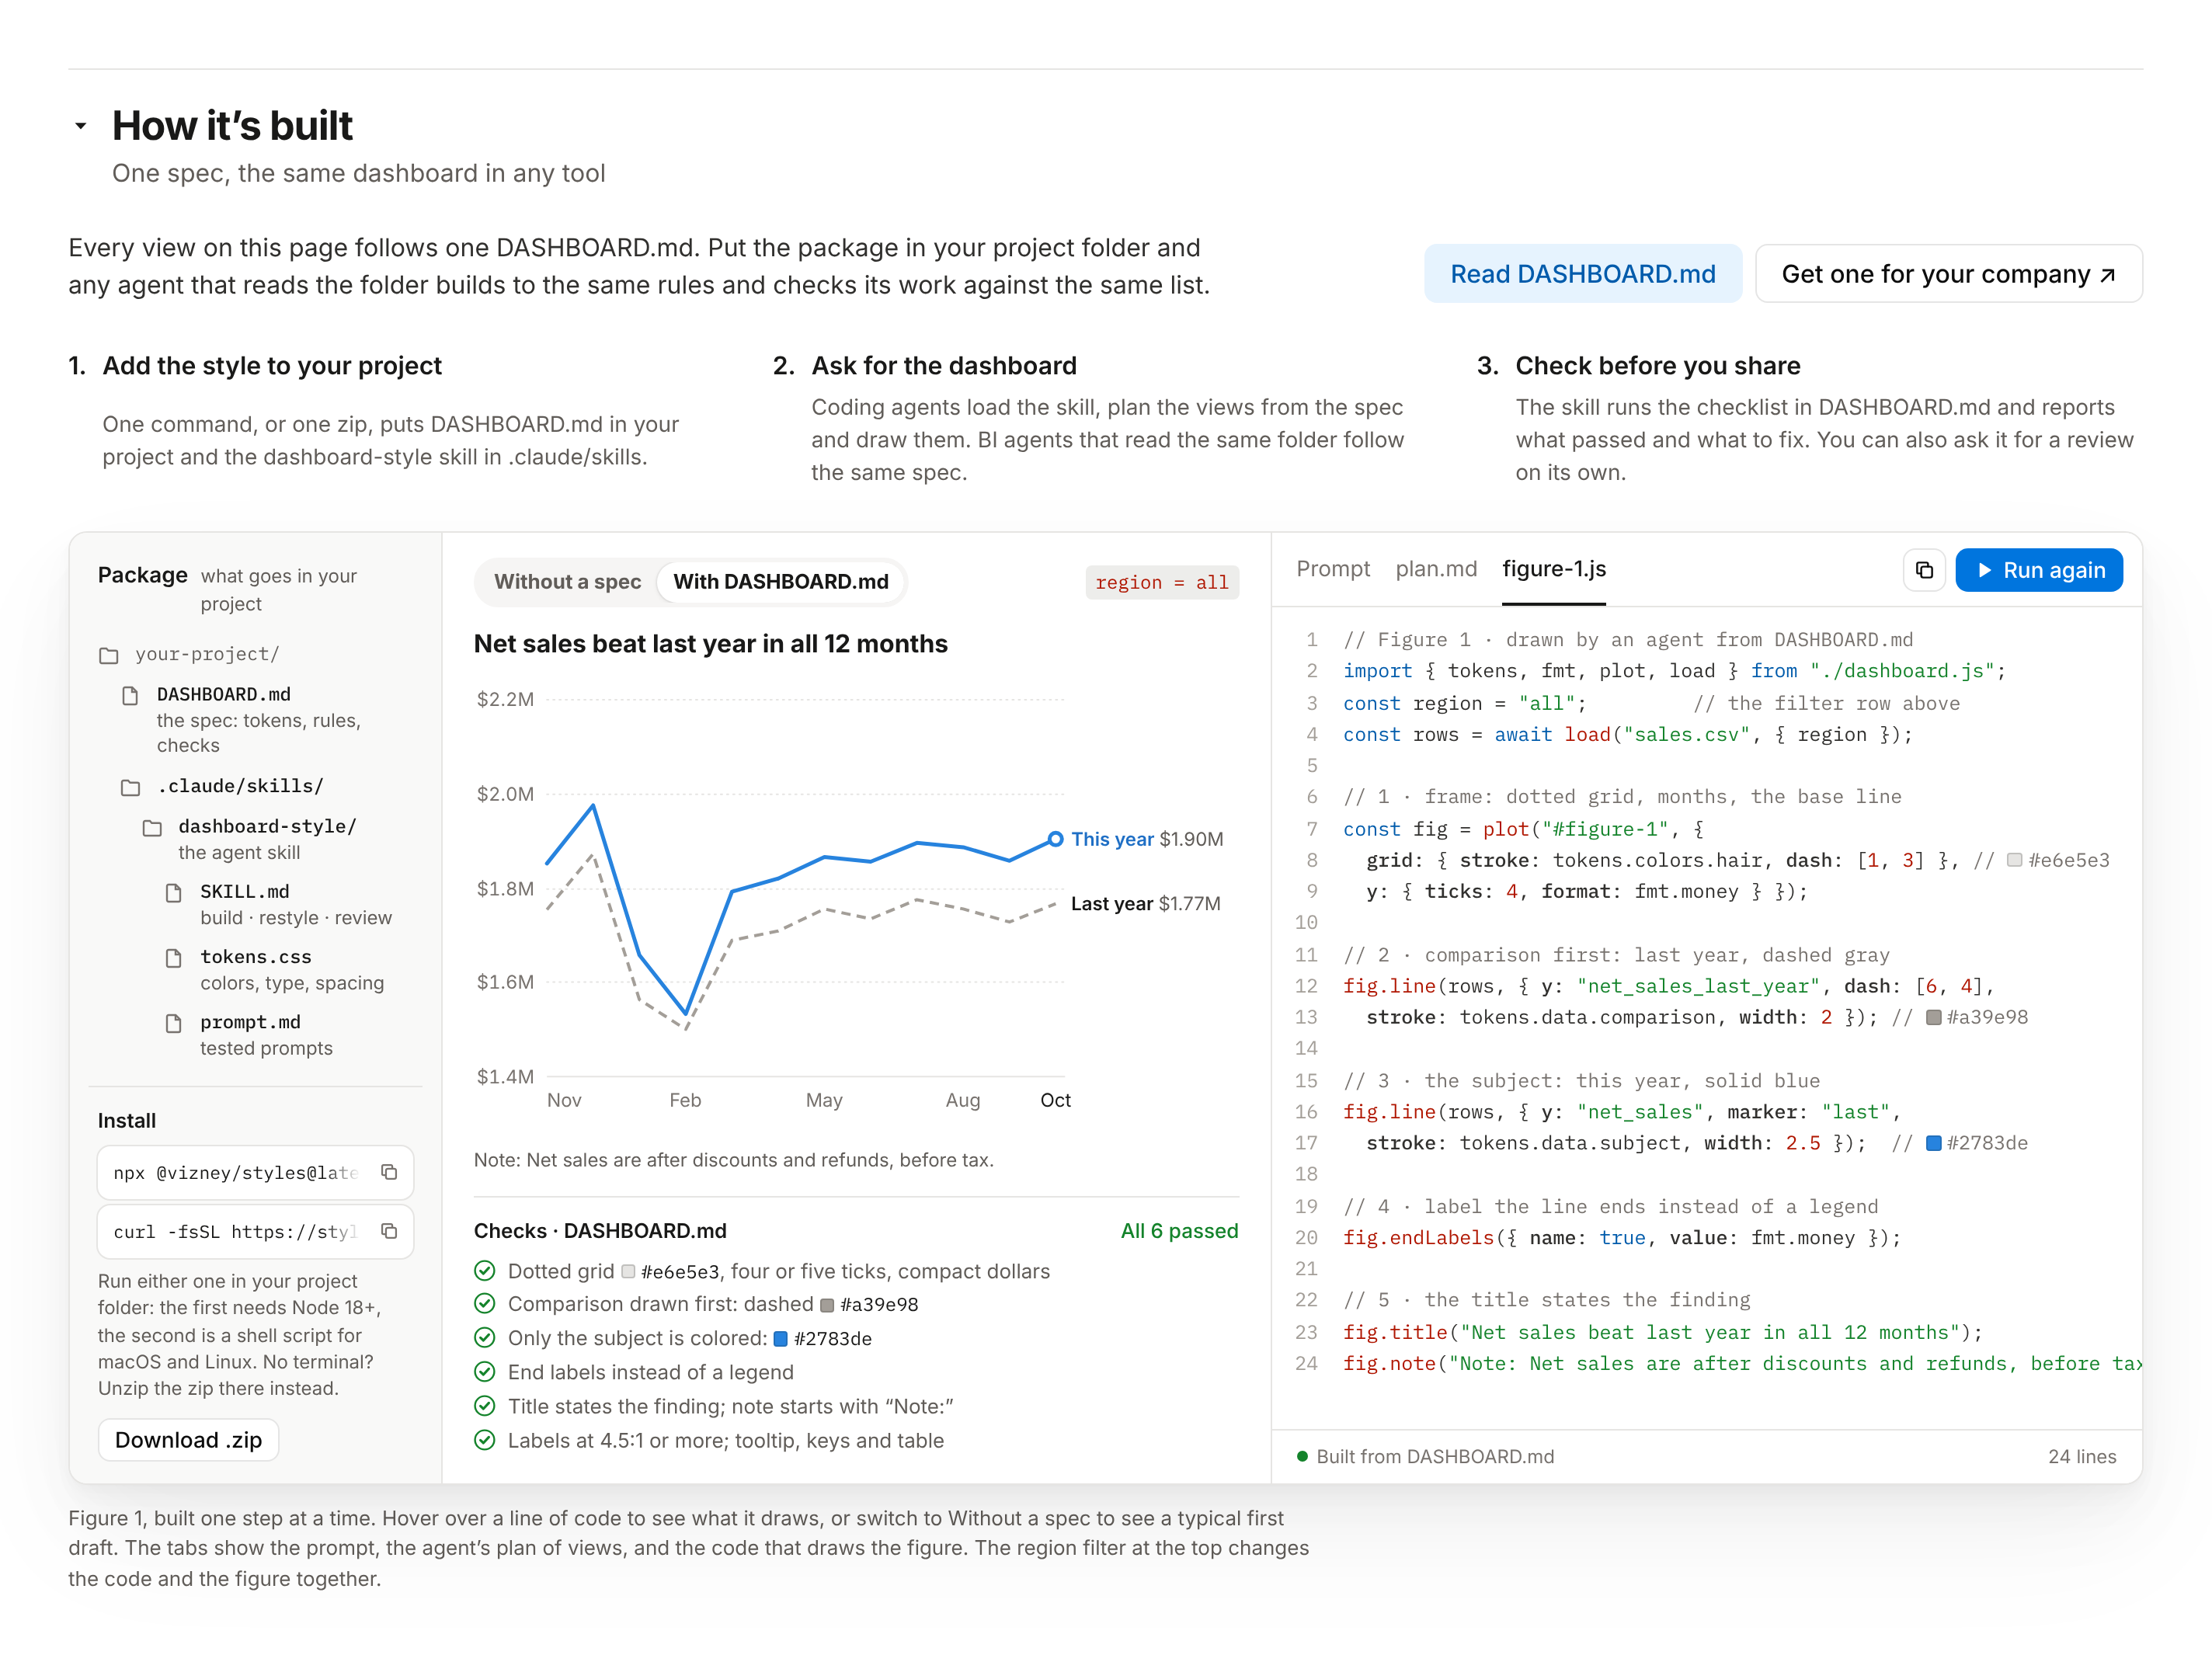 How it’s built
One spec, the same dashboard in any tool
Every view on this page follows one DASHBOARD.md. Put the package in your project folder and
any agent that reads the folder builds to the same rules and checks its work against the same list.
Read DASHBOARD.md
Get one for your company ↗
1. Add the style to your project
One command, or one zip, puts DASHBOARD.md in your
project and the dashboard-style skill in .claude/skills.
2. Ask for the dashboard
Coding agents load the skill, plan the views from the spec
and draw them. BI agents that read the same folder follow
the same spec.
3. Check before you share
The skill runs the checklist in DASHBOARD.md and reports
what passed and what to fix. You can also ask it for a review
on its own.
Package what goes in your
project
your-project/
DASHBOARD.md
the spec: tokens, rules,
checks
.claude/skills/
dashboard-style/
the agent skill
SKILL.md
build · restyle · review
tokens.css
colors, type, spacing
prompt.md
tested prompts
Install
npx @vizney/styles@late
curl -fsSL https://styl
Run either one in your project
folder: the first needs Node 18+,
the second is a shell script for
macOS and Linux. No terminal?
Unzip the zip there instead.
Download .zip
Without a spec
With DASHBOARD.md
region = all
Net sales beat last year in all 12 months
$2.2M
$2.0M
$1.8M
$1.6M
$1.4M
This year $1.90M
Last year $1.77M
Nov Feb May Aug Oct
Note: Net sales are after discounts and refunds, before tax.
Checks · DASHBOARD.md
All 6 passed
Dotted grid #e6e5e3, four or five ticks, compact dollars
Comparison drawn first: dashed #a39e98
Only the subject is colored: #2783de
End labels instead of a legend
Title states the finding; note starts with “Note:”
Labels at 4.5:1 or more; tooltip, keys and table
Prompt plan.md figure-1.js
Run again
1 // Figure 1 · drawn by an agent from DASHBOARD.md
2 import { tokens, fmt, plot, load } from "./dashboard.js";
3 const region = "all"; // the filter row above
4 const rows = await load("sales.csv", { region });
5
6 // 1 · frame: dotted grid, months, the base line
7 const fig = plot("#figure-1", {
8 grid: { stroke: tokens.colors.hair, dash: [1, 3] }, // #e6e5e3
9 y: { ticks: 4, format: fmt.money } });
10
11 // 2 · comparison first: last year, dashed gray
12 fig.line(rows, { y: "net_sales_last_year", dash: [6, 4],
13 stroke: tokens.data.comparison, width: 2 }); // #a39e98
14
15 // 3 · the subject: this year, solid blue
16 fig.line(rows, { y: "net_sales", marker: "last",
17 stroke: tokens.data.subject, width: 2.5 }); // #2783de
18
19 // 4 · label the line ends instead of a legend
20 fig.endLabels({ name: true, value: fmt.money });
21
22 // 5 · the title states the finding
23 fig.title("Net sales beat last year in all 12 months");
24 fig.note("Note: Net sales are after discounts and refunds, before tax
Built from DASHBOARD.md
24 lines
Figure 1, built one step at a time. Hover over a line of code to see what it draws, or switch to Without a spec to see a typical first
draft. The tabs show the prompt, the agent’s plan of views, and the code that draws the figure. The region filter at the top changes
the code and the figure together.